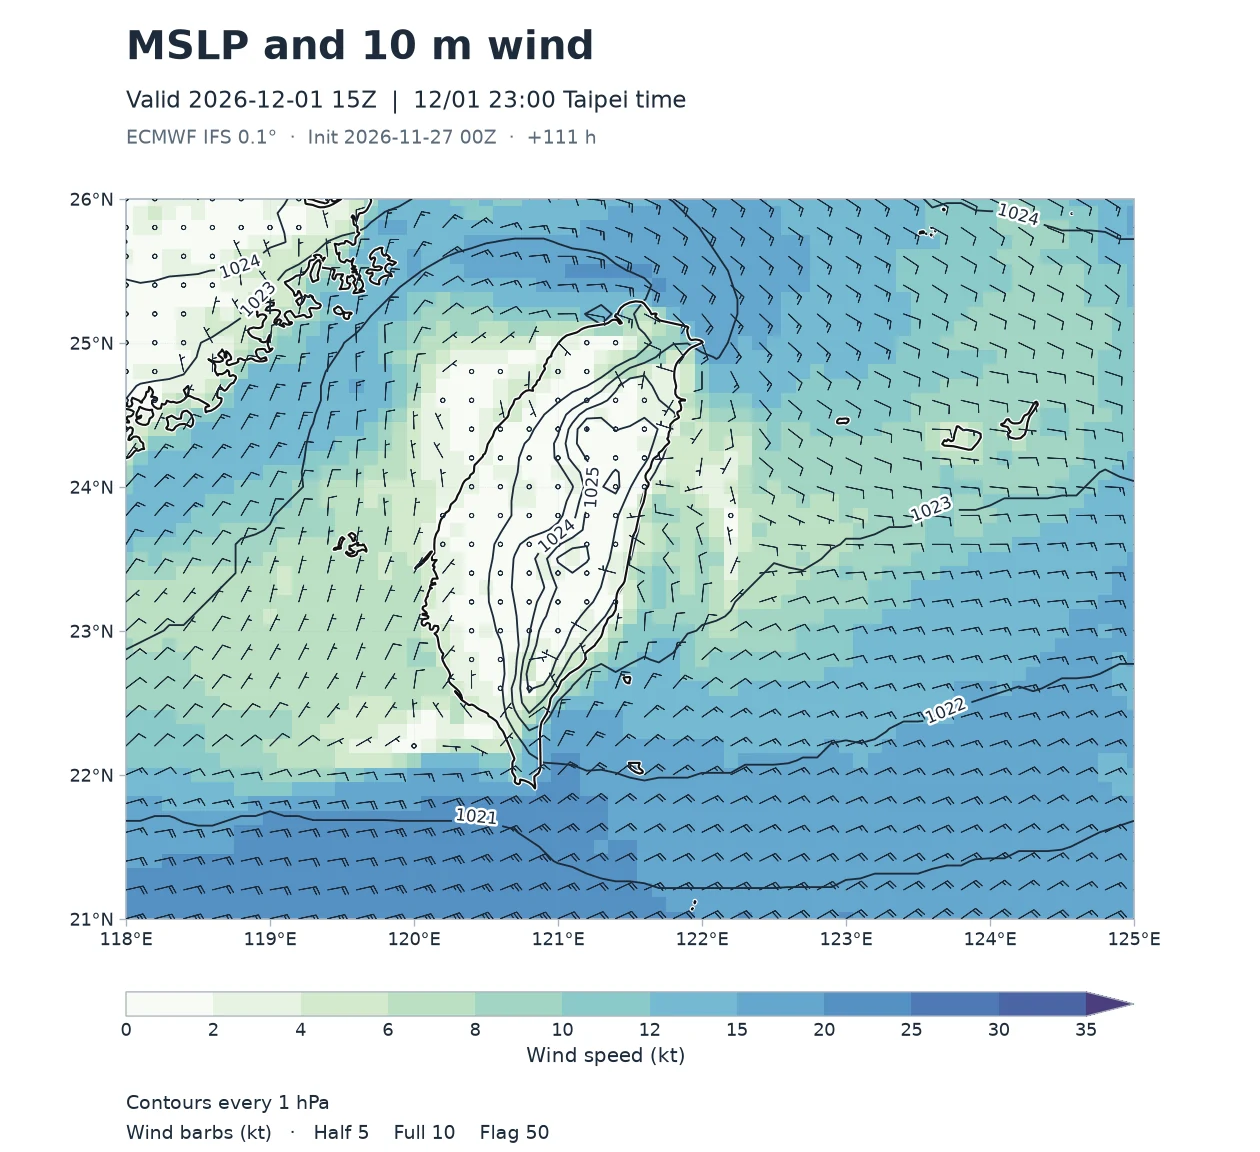 MSLP and 10 m wind
Valid 2026-12-01 15Z | 12/01 23:00 Taipei time
ECMWF IFS 0.1° · Init 2026-11-27 00Z · +111 h
26°N
25°N
24°N
23°N
22°N
21°N
1024
1024
1023
1025
1024
1023
1022
1021
118°E 119°E 120°E 121°E 122°E 123°E 124°E 125°E
0 2 4 6 8 10 12 15 20 25 30 35
Wind speed (kt)
Contours every 1 hPa
Wind barbs (kt) · Half 5 Full 10 Flag 50